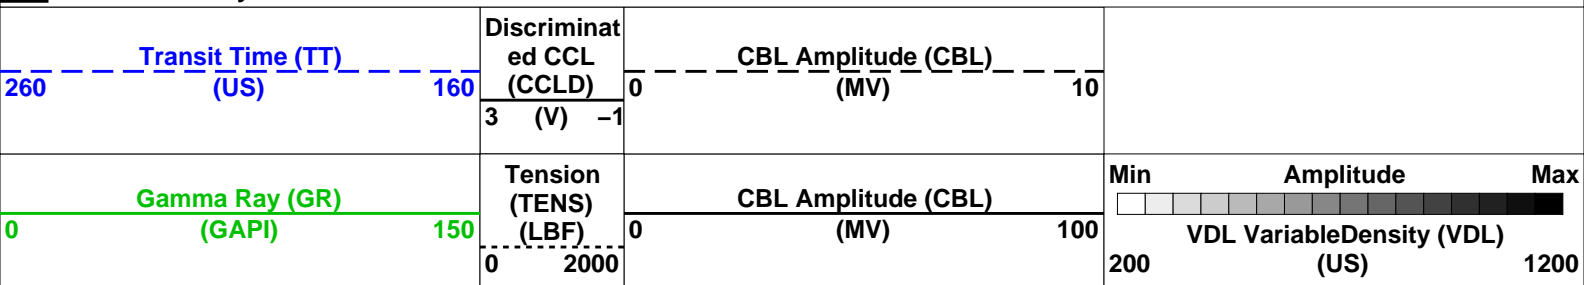 Transit Time (TT)
260 (US) 160
Discriminat
ed CCL
(CCLD)
3 (V) −1
CBL Amplitude (CBL)
0 (MV) 10
Gamma Ray (GR)
0 (GAPI) 150
Tension
(TENS)
(LBF)
0 2000
CBL Amplitude (CBL)
0 (MV) 100
Min Amplitude Max
VDL VariableDensity (VDL)
200 (US) 1200